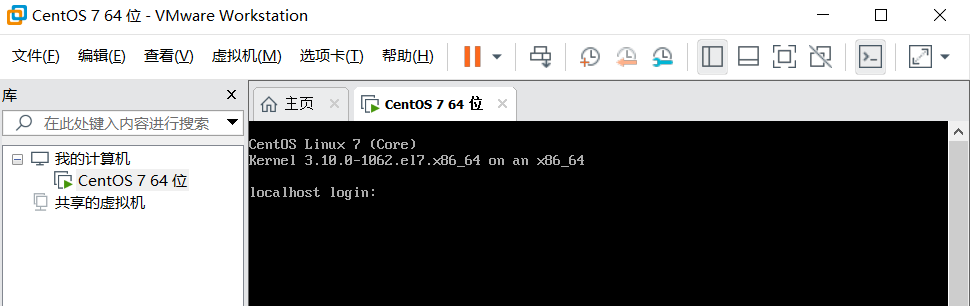 CentOS 7 64 位 - VMware Workstation
文件(F) 编辑(E) 查看(V) 虚拟机(M) 选项卡(T) 帮助(H)
库
在此处键入内容进行搜索
我的计算机
CentOS 7 64 位
共享的虚拟机
主页 CentOS 7 64 位
CentOS Linux 7 (Core)
Kernel 3.10.0-1062.el7.x86_64 on an x86_64
localhost login: